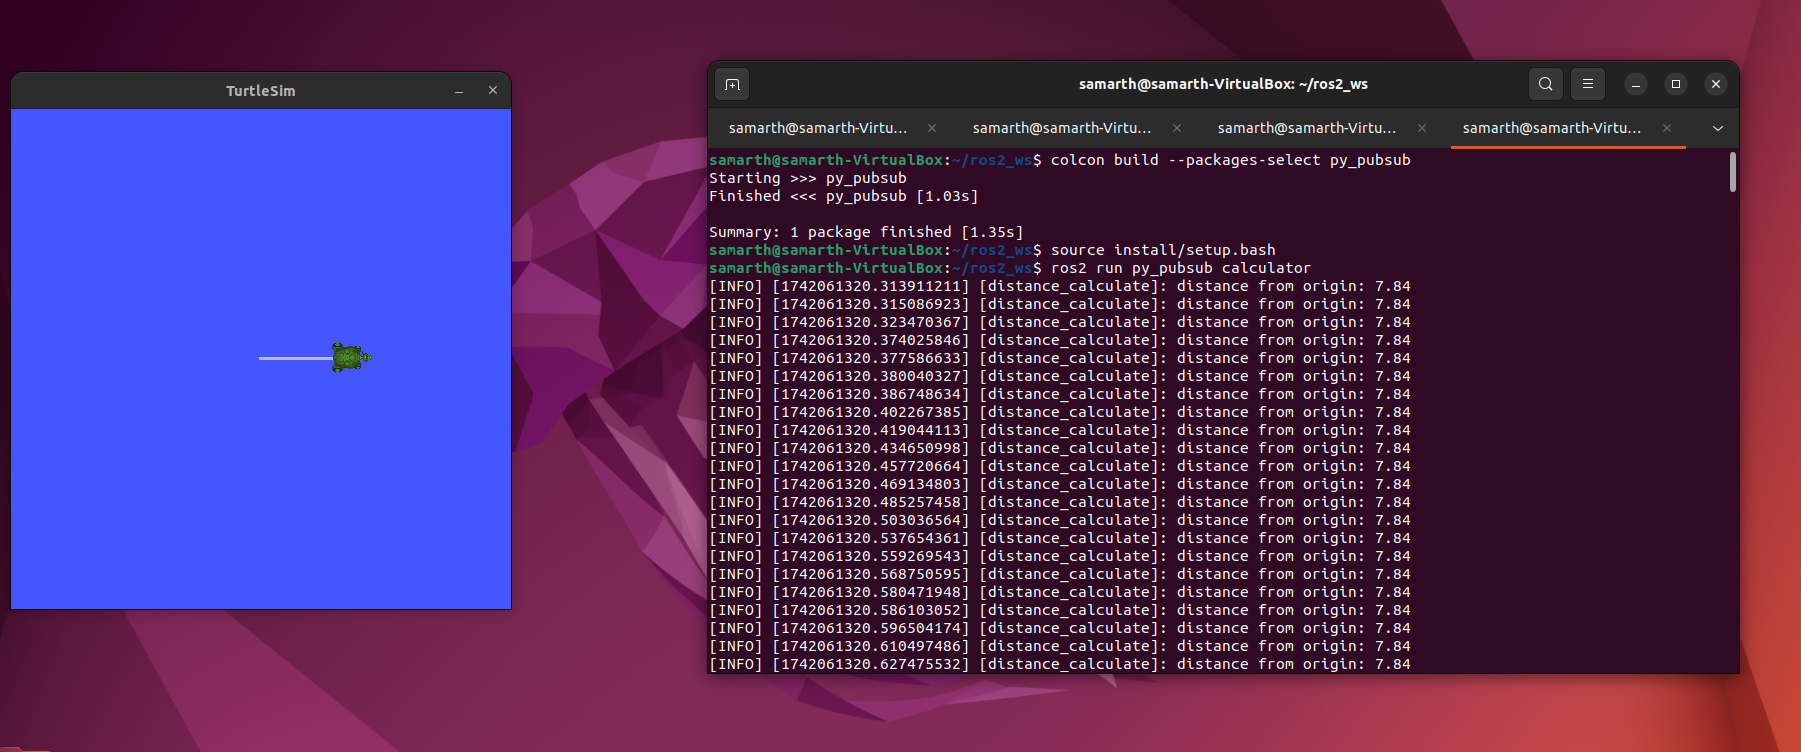 TurtleSim
samarth@samarth-VirtualBox: ~/ros2_ws
samarth@samarth-Virtu... samarth@samarth-Virtu... samarth@samarth-Virtu... samarth@samarth-Virtu...
samarth@samarth-VirtualBox:~/ros2_ws$ colcon build --packages-select py_pubsub
Starting >>> py_pubsub
Finished <<< py_pubsub [1.03s]
Summary: 1 package finished [1.35s]
samarth@samarth-VirtualBox:~/ros2_ws$ source install/setup.bash
samarth@samarth-VirtualBox:~/ros2_ws$ ros2 run py_pubsub calculator
[INFO] [1742061320.313911211] [distance_calculate]: distance from origin: 7.84
[INFO] [1742061320.315086923] [distance_calculate]: distance from origin: 7.84
[INFO] [1742061320.323470367] [distance_calculate]: distance from origin: 7.84
[INFO] [1742061320.374025846] [distance_calculate]: distance from origin: 7.84
[INFO] [1742061320.377586633] [distance_calculate]: distance from origin: 7.84
[INFO] [1742061320.380040327] [distance_calculate]: distance from origin: 7.84
[INFO] [1742061320.386748634] [distance_calculate]: distance from origin: 7.84
[INFO] [1742061320.402267385] [distance_calculate]: distance from origin: 7.84
[INFO] [1742061320.419044113] [distance_calculate]: distance from origin: 7.84
[INFO] [1742061320.434650998] [distance_calculate]: distance from origin: 7.84
[INFO] [1742061320.457720664] [distance_calculate]: distance from origin: 7.84
[INFO] [1742061320.469134803] [distance_calculate]: distance from origin: 7.84
[INFO] [1742061320.485257458] [distance_calculate]: distance from origin: 7.84
[INFO] [1742061320.503036564] [distance_calculate]: distance from origin: 7.84
[INFO] [1742061320.537654361] [distance_calculate]: distance from origin: 7.84
[INFO] [1742061320.559269543] [distance_calculate]: distance from origin: 7.84
[INFO] [1742061320.568750595] [distance_calculate]: distance from origin: 7.84
[INFO] [1742061320.580471948] [distance_calculate]: distance from origin: 7.84
[INFO] [1742061320.586103052] [distance_calculate]: distance from origin: 7.84
[INFO] [1742061320.596504174] [distance_calculate]: distance from origin: 7.84
[INFO] [1742061320.610497486] [distance_calculate]: distance from origin: 7.84
[INFO] [1742061320.627475532] [distance_calculate]: distance from origin: 7.84